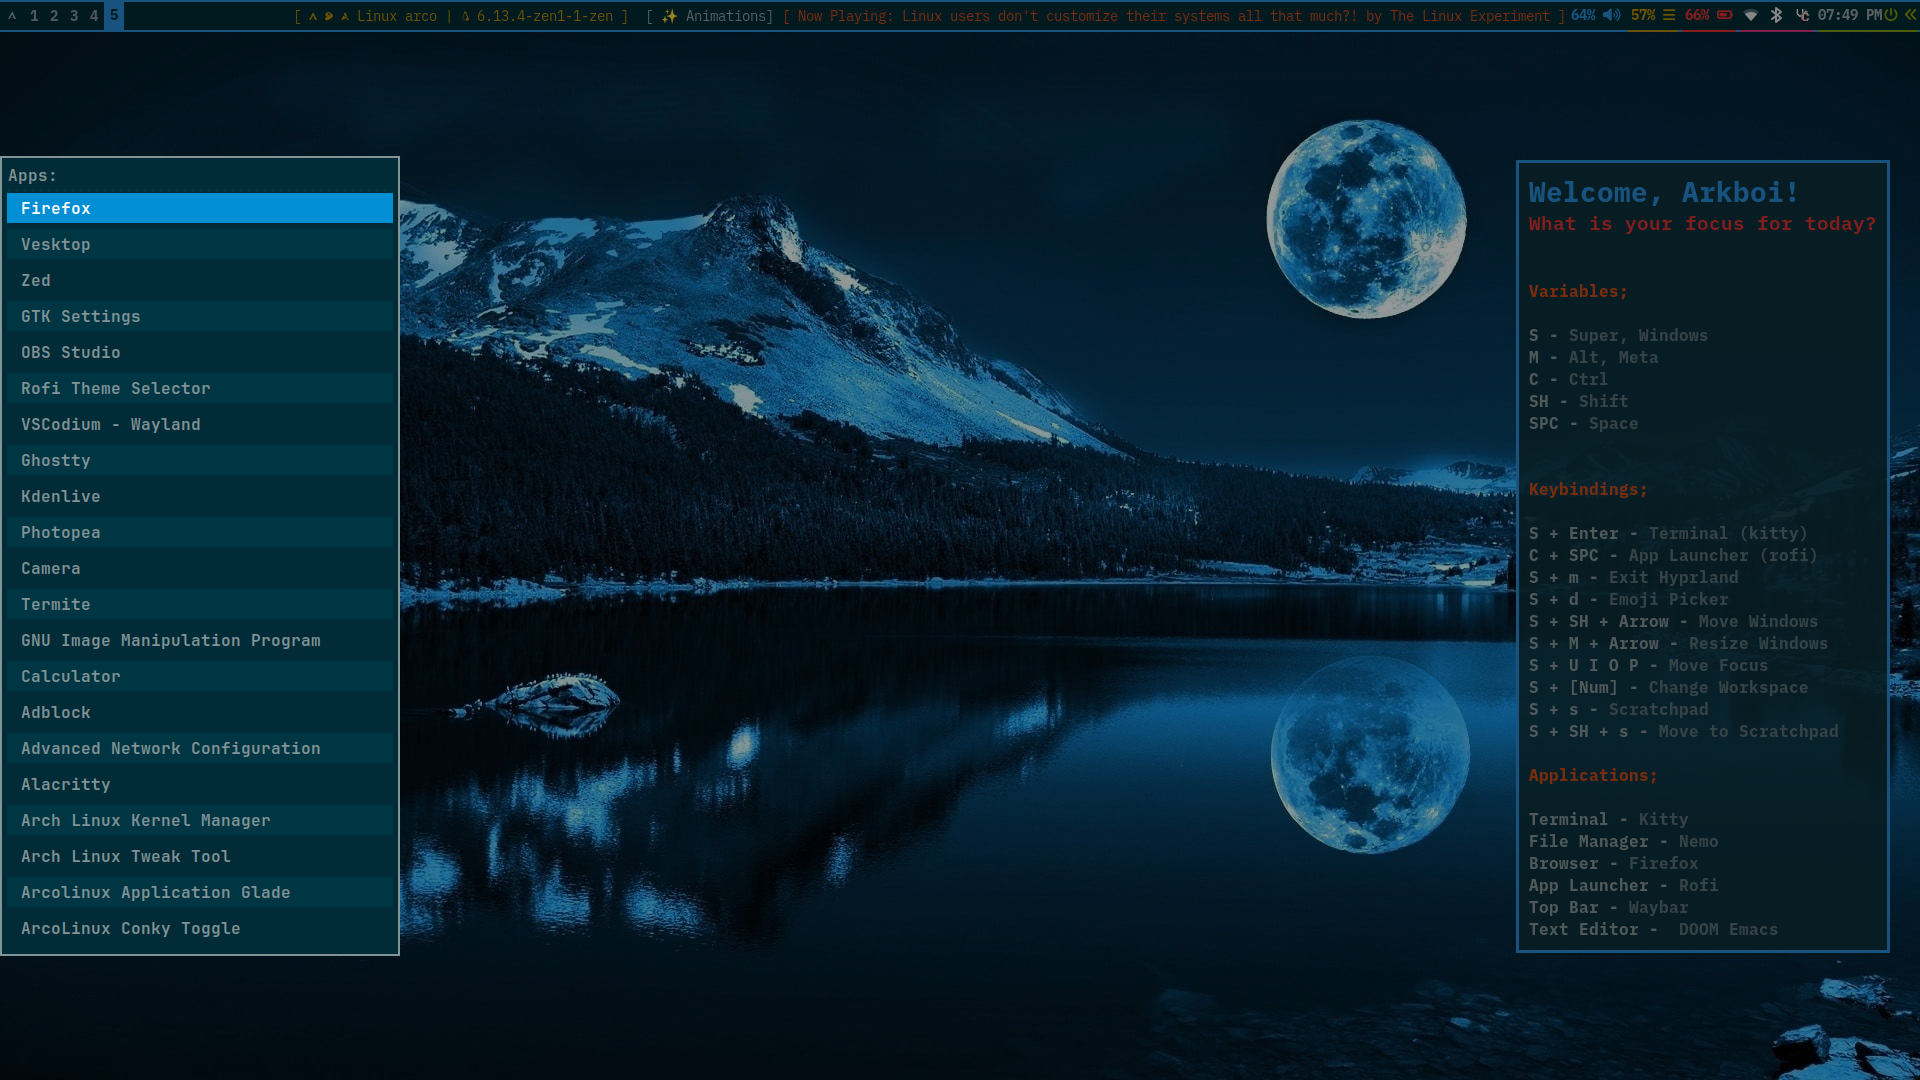 1 2 3 4 5
[ Linux arco | 6.13.4-zen1-1-zen ]
[ ✨ Animations]
[ Now Playing: Linux users don't customize their systems all that much?! by The Linux Experiment ]
64% 57% 66% 07:49 PM
Apps:
Firefox
Vesktop
Zed
GTK Settings
OBS Studio
Rofi Theme Selector
VSCodium - Wayland
Ghostty
Kdenlive
Photopea
Camera
Termite
GNU Image Manipulation Program
Calculator
Adblock
Advanced Network Configuration
Alacritty
Arch Linux Kernel Manager
Arch Linux Tweak Tool
Arcolinux Application Glade
ArcoLinux Conky Toggle
Welcome, Arkboi!
What is your focus for today?
Variables;
S - Super, Windows
M - Alt, Meta
C - Ctrl
SH - Shift
SPC - Space
Keybindings;
S + Enter - Terminal (kitty)
C + SPC - App Launcher (rofi)
S + m - Exit Hyprland
S + d - Emoji Picker
S + SH + Arrow - Move Windows
S + M + Arrow - Resize Windows
S + U I O P - Move Focus
S + [Num] - Change Workspace
S + s - Scratchpad
S + SH + s - Move to Scratchpad
Applications;
Terminal - Kitty
File Manager - Nemo
Browser - Firefox
App Launcher - Rofi
Top Bar - Waybar
Text Editor -  DOOM Emacs